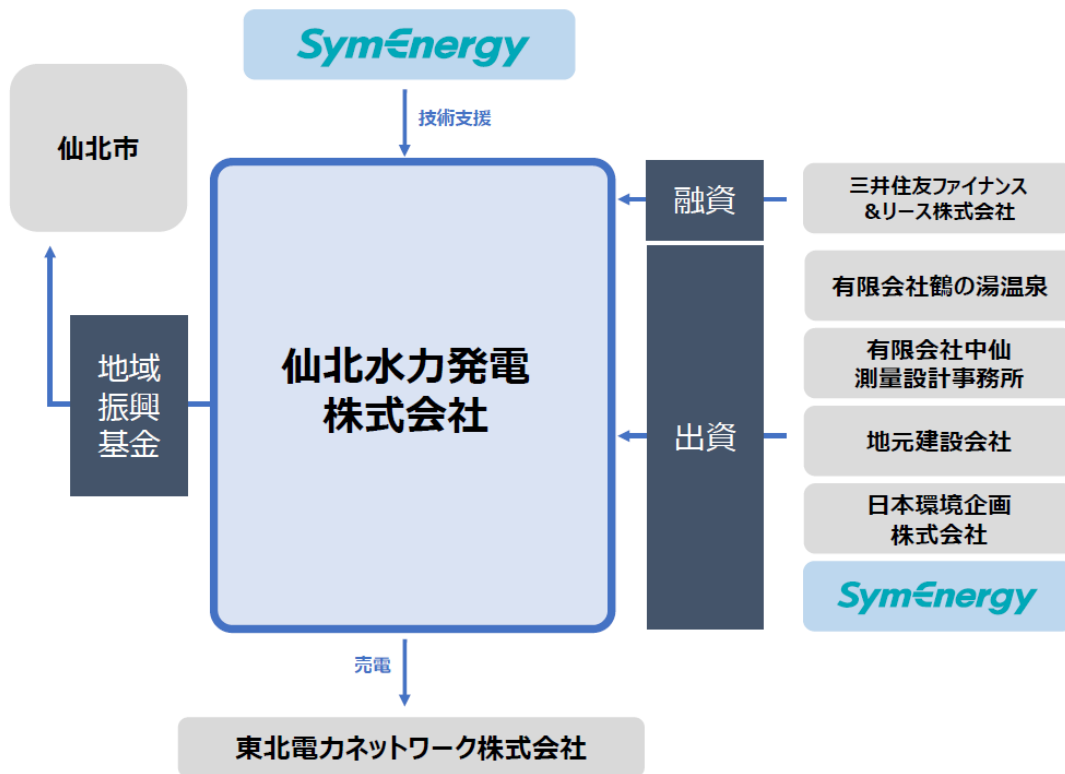 SymEnergy
技術支援
仙北市
地域
振興
基金
仙北水力発電
株式会社
融資
三井住友ファイナンス
&リース株式会社
出資
有限会社鶴の湯温泉
有限会社中仙
測量設計事務所
地元建設会社
日本環境企画
株式会社
SymEnergy
売電
東北電力ネットワーク株式会社